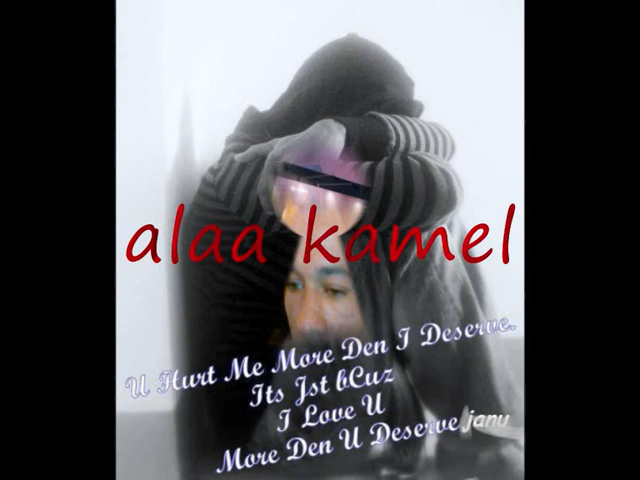 alaa kamel
U Hurt Me More Den I Deserve.
Its Jst bCuz
I Love U
More Den U Deserve janu